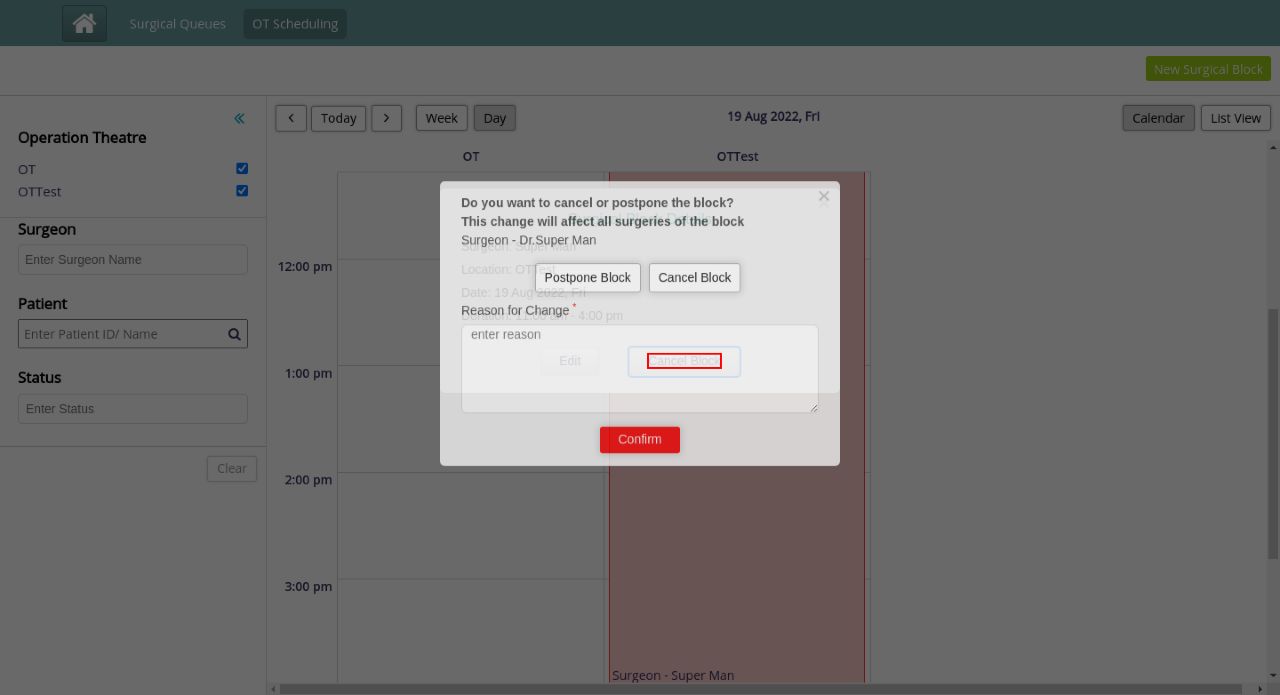 Surgical Queues OT Scheduling
New Surgical Block
Today Week Day 19 Aug 2022, Fri Calendar List View
Operation Theatre
OT
OTTest
Surgeon
Enter Surgeon Name
Patient
Enter Patient ID/ Name
Status
Enter Status
Clear
OT OTTest
12:00 pm
1:00 pm
2:00 pm
3:00 pm
Do you want to cancel or postpone the block?
This change will affect all surgeries of the block
Surgeon - Dr.Super Man
Surgeon: Super Man
Location: OTTest
Postpone Block Cancel Block
Date: 19 Aug 2022, Fri
Reason for Change *
4:00 pm
enter reason
Edit Cancel Block
Confirm
Surgeon - Super Man